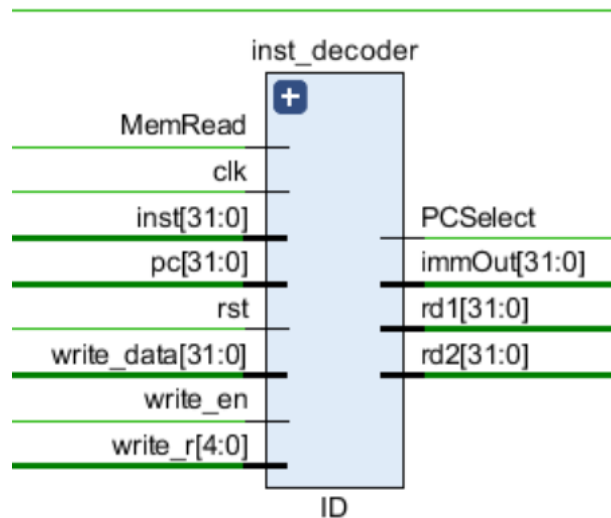 inst_decoder
MemRead
clk
inst[31:0]
pc[31:0]
rst
write_data[31:0]
write_en
write_r[4:0]
PCSelect
immOut[31:0]
rd1[31:0]
rd2[31:0]
ID